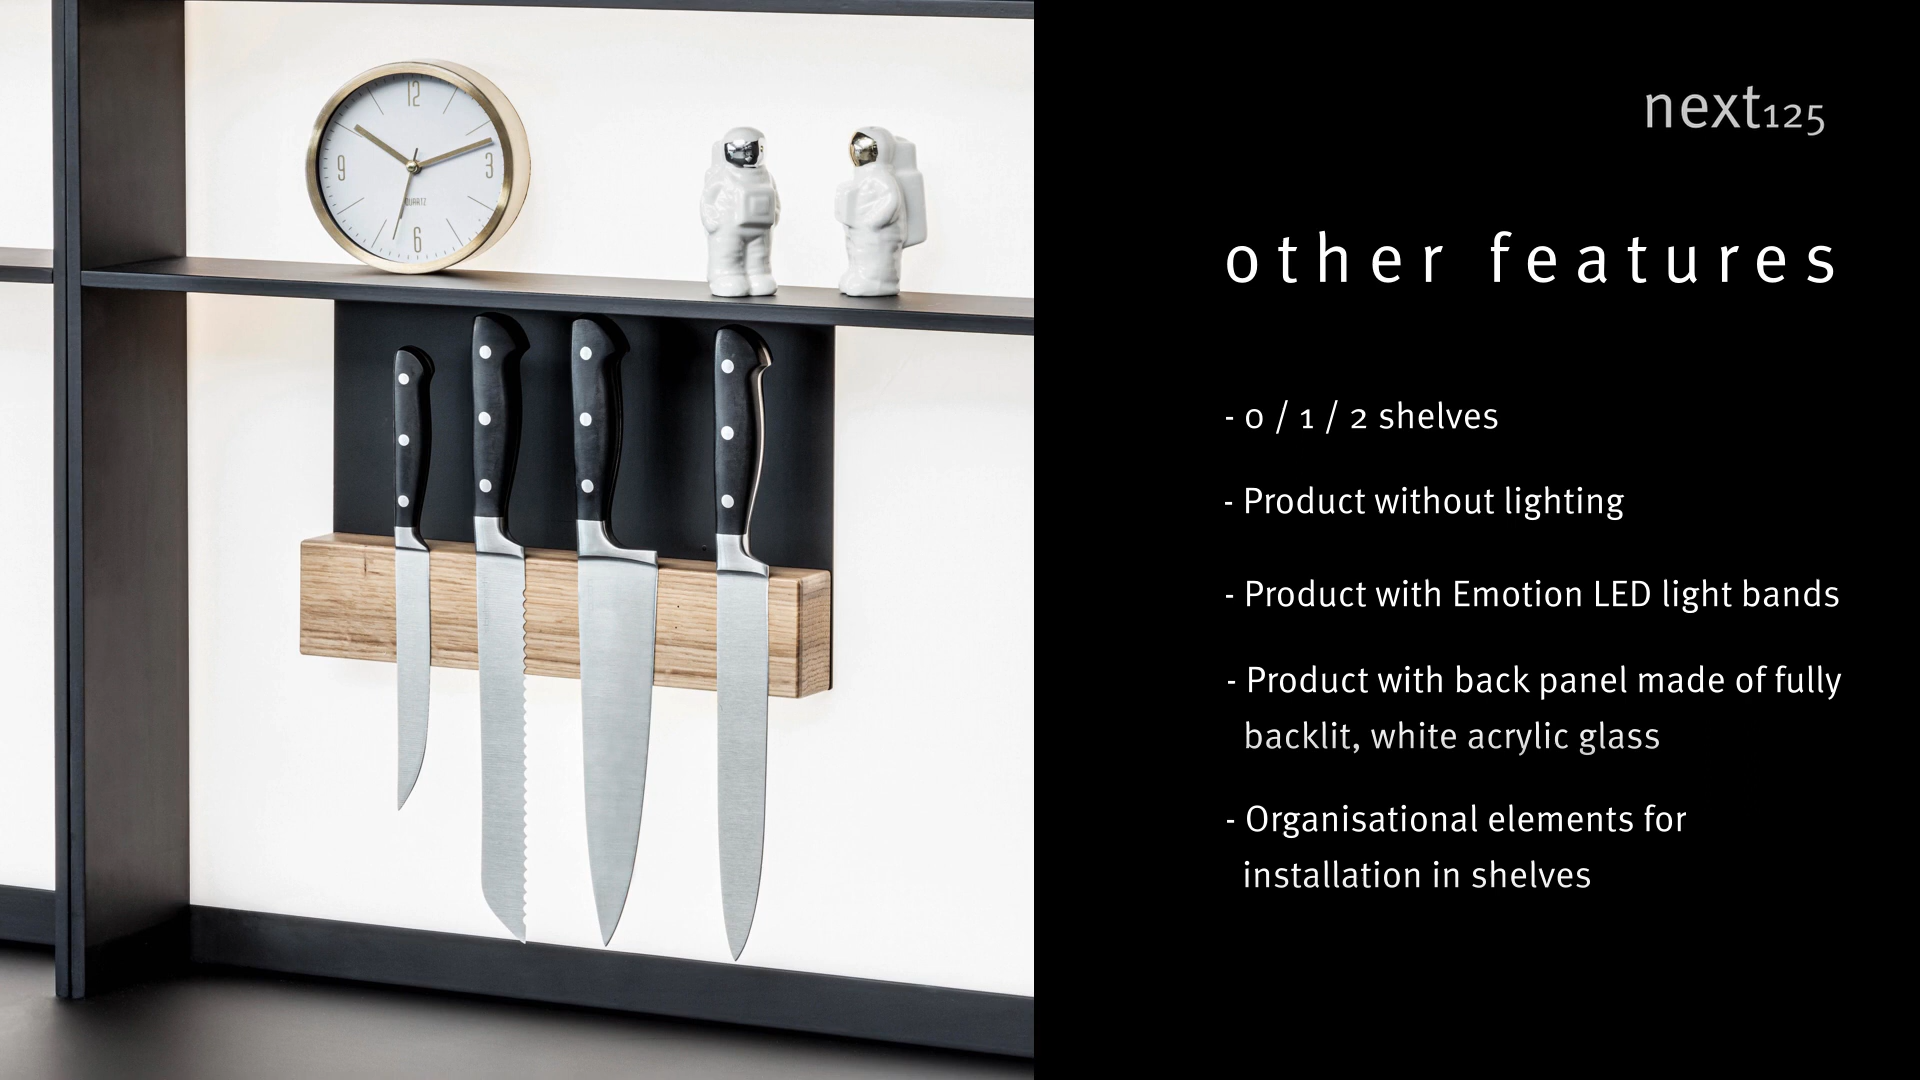 12
9
3
QUARTZ
6
next125
other features
- 0 / 1 / 2 shelves
- Product without lighting
- Product with Emotion LED light bands
- Product with back panel made of fully
backlit, white acrylic glass
- Organisational elements for
installation in shelves